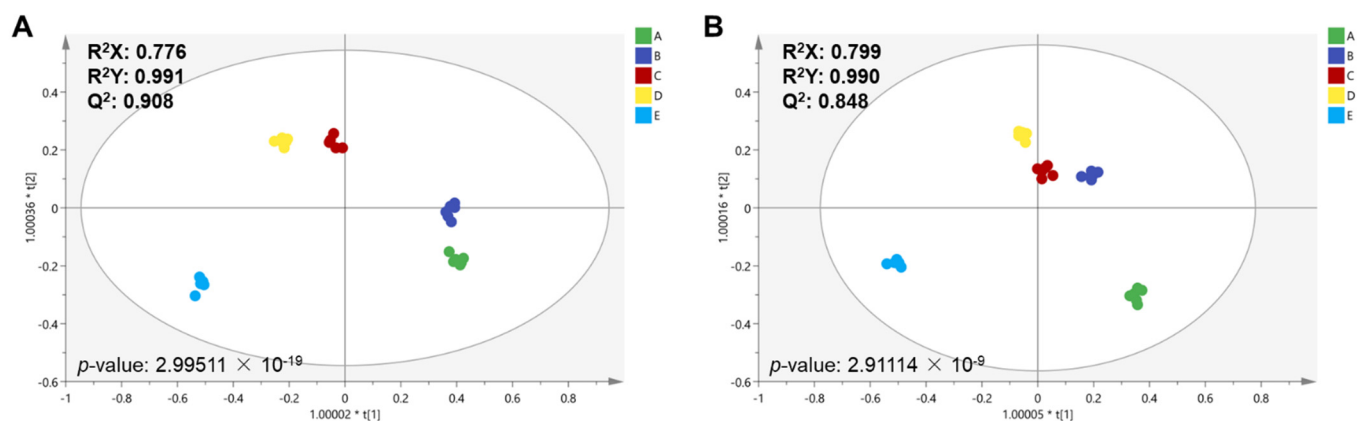 A
R²X: 0.776
R²Y: 0.991
Q²: 0.908
0.4
0.2
0
-0.2
-0.4
-0.6
1.00036 * t[2]
p-value: 2.99511 × 10⁻¹⁹
-1
-0.8
-0.6
-0.4
-0.2
0
0.2
0.4
0.6
0.8
1.00002 * t[1]
A
B
C
D
E
B
R²X: 0.799
R²Y: 0.990
Q²: 0.848
0.4
0.2
0
-0.2
-0.4
-0.6
1.00016 * t[2]
p-value: 2.91114 × 10⁻⁹
-1
-0.8
-0.6
-0.4
-0.2
0
0.2
0.4
0.6
0.8
1.00005 * t[1]
A
B
C
D
E